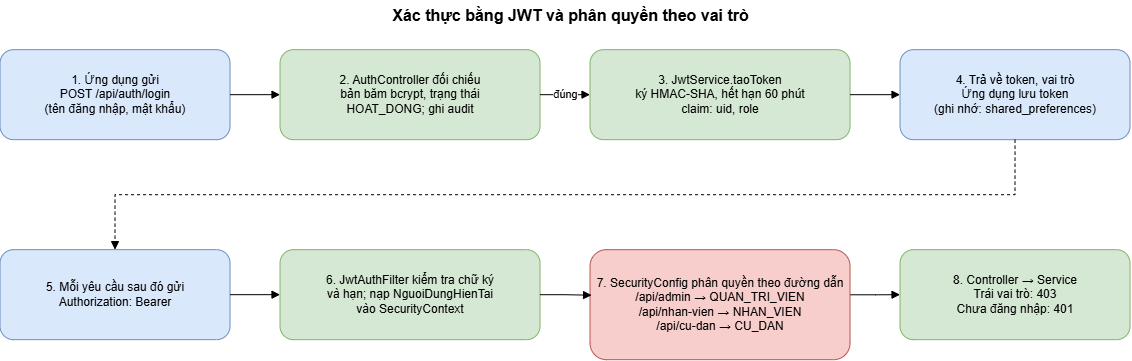 Xác thực bằng JWT và phân quyền theo vai trò
1. Ứng dụng gửi
POST /api/auth/login
(tên đăng nhập, mật khẩu)
2. AuthController đối chiếu
bản băm bcrypt, trạng thái
HOAT_DONG; ghi audit
đúng
3. JwtService.taoToken
ký HMAC-SHA, hết hạn 60 phút
claim: uid, role
4. Trả về token, vai trò
Ứng dụng lưu token
(ghi nhớ: shared_preferences)
5. Mỗi yêu cầu sau đó gửi
Authorization: Bearer
6. JwtAuthFilter kiểm tra chữ ký
và hạn; nạp NguoiDungHienTai
vào SecurityContext
7. SecurityConfig phân quyền theo đường dẫn
/api/admin → QUAN_TRI_VIEN
/api/nhan-vien → NHAN_VIEN
/api/cu-dan → CU_DAN
8. Controller → Service
Trái vai trò: 403
Chưa đăng nhập: 401